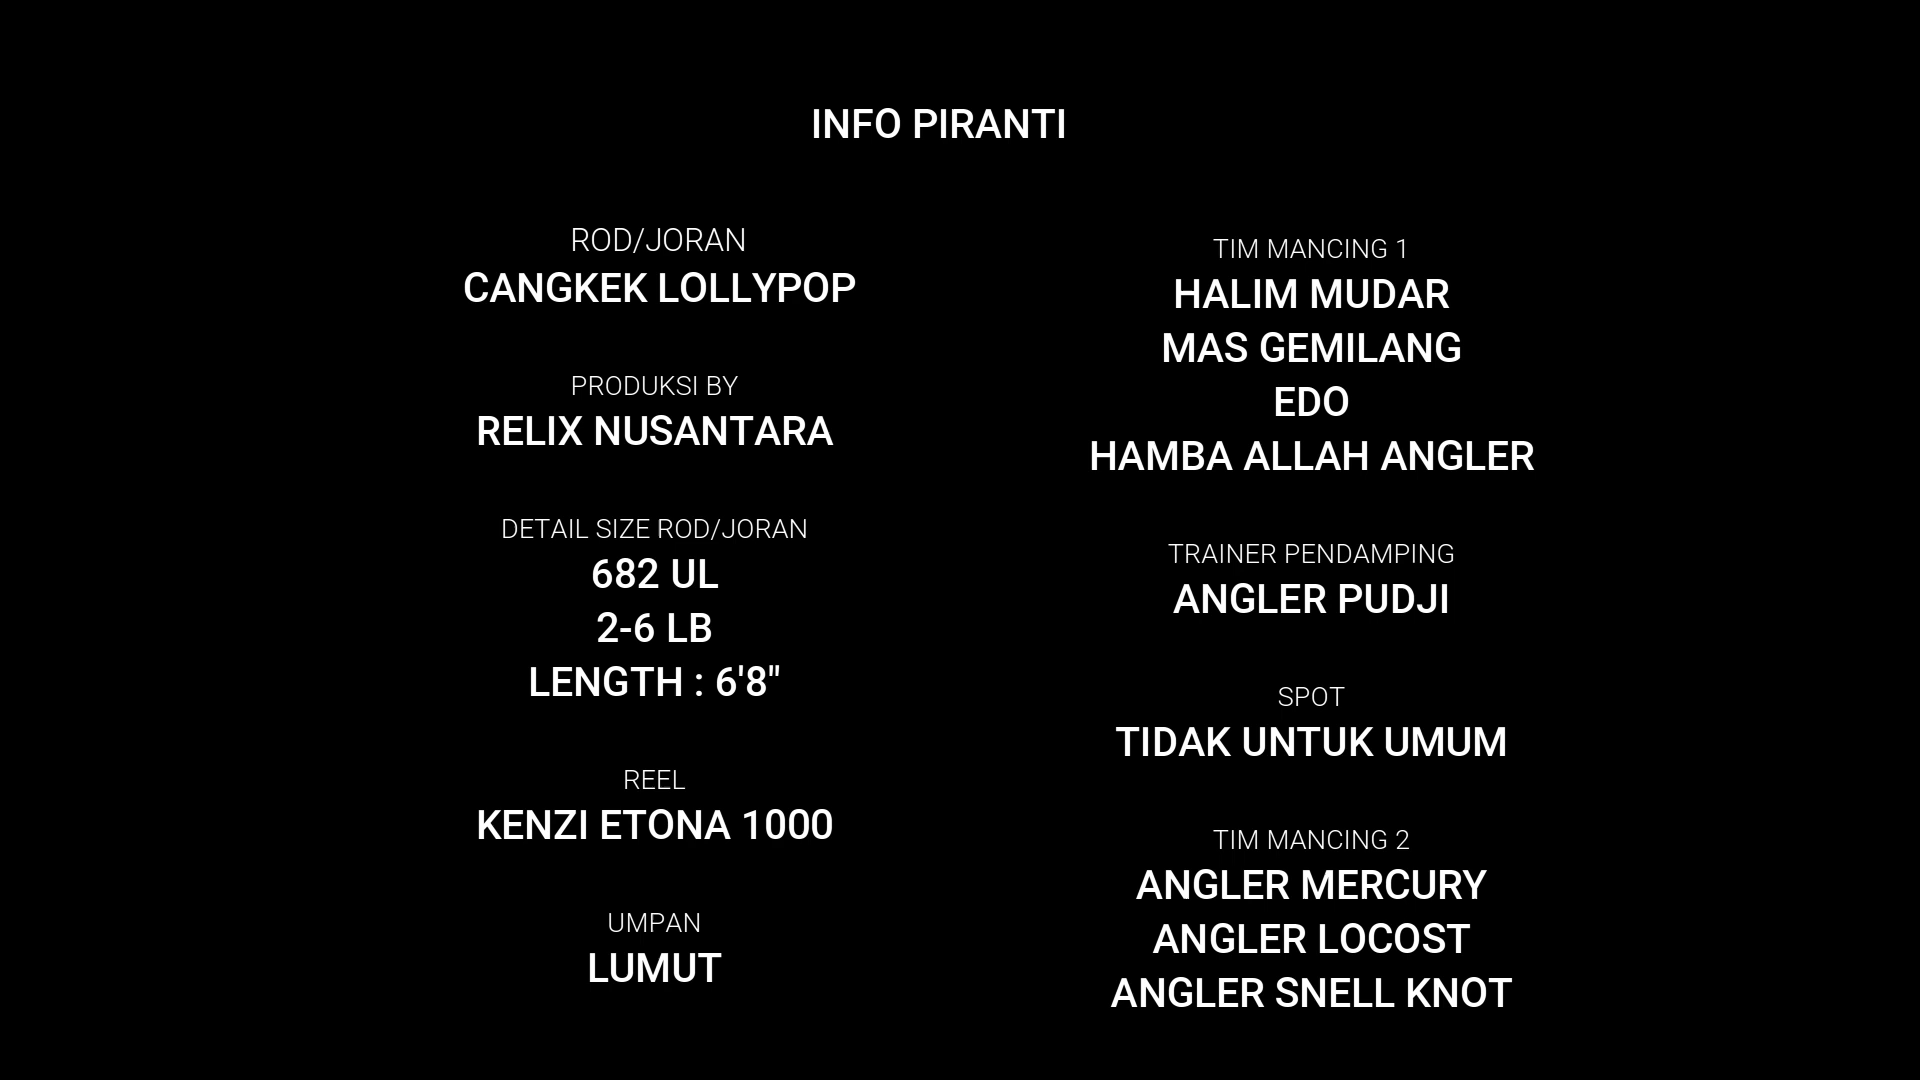 INFO PIRANTI
ROD/JORAN
CANGKEK LOLLYPOP
PRODUKSI BY
RELIX NUSANTARA
DETAIL SIZE ROD/JORAN
682 UL
2-6 LB
LENGTH : 6'8"
REEL
KENZI ETONA 1000
UMPAN
LUMUT
TIM MANCING 1
HALIM MUDAR
MAS GEMILANG
EDO
HAMBA ALLAH ANGLER
TRAINER PENDAMPING
ANGLER PUDJI
SPOT
TIDAK UNTUK UMUM
TIM MANCING 2
ANGLER MERCURY
ANGLER LOCOST
ANGLER SNELL KNOT